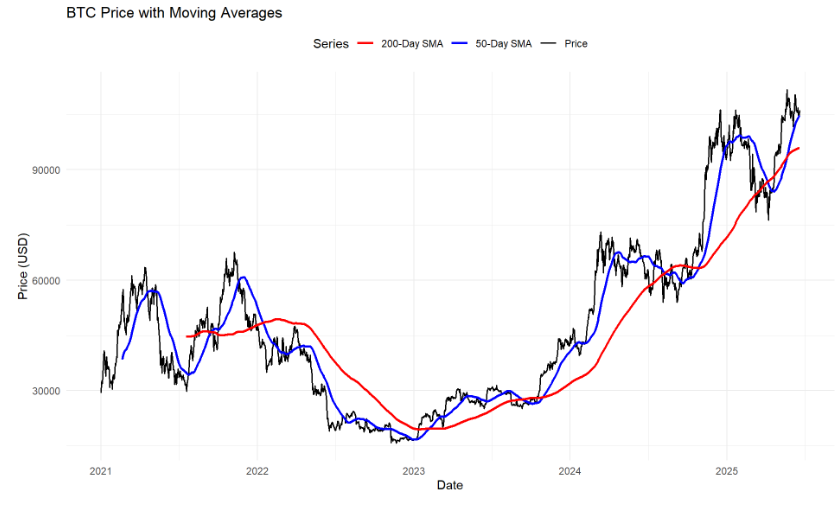 BTC Price with Moving Averages
Series 200-Day SMA 50-Day SMA Price
Price (USD)
90000
60000
30000
2021 2022 2023 2024 2025
Date